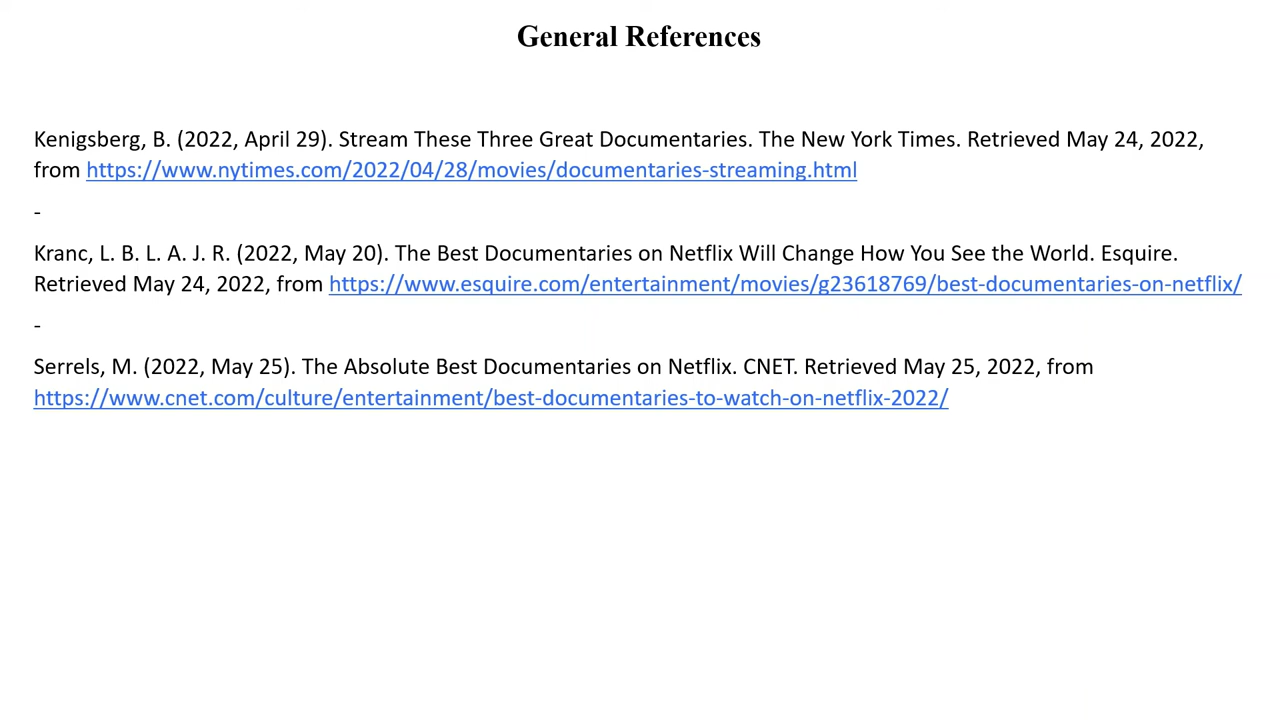 General References
Kenigsberg, B. (2022, April 29). Stream These Three Great Documentaries. The New York Times. Retrieved May 24, 2022,
from https://www.nytimes.com/2022/04/28/movies/documentaries-streaming.html
-
Kranc, L. B. L. A. J. R. (2022, May 20). The Best Documentaries on Netflix Will Change How You See the World. Esquire.
Retrieved May 24, 2022, from https://www.esquire.com/entertainment/movies/g23618769/best-documentaries-on-netflix/
-
Serrels, M. (2022, May 25). The Absolute Best Documentaries on Netflix. CNET. Retrieved May 25, 2022, from
https://www.cnet.com/culture/entertainment/best-documentaries-to-watch-on-netflix-2022/